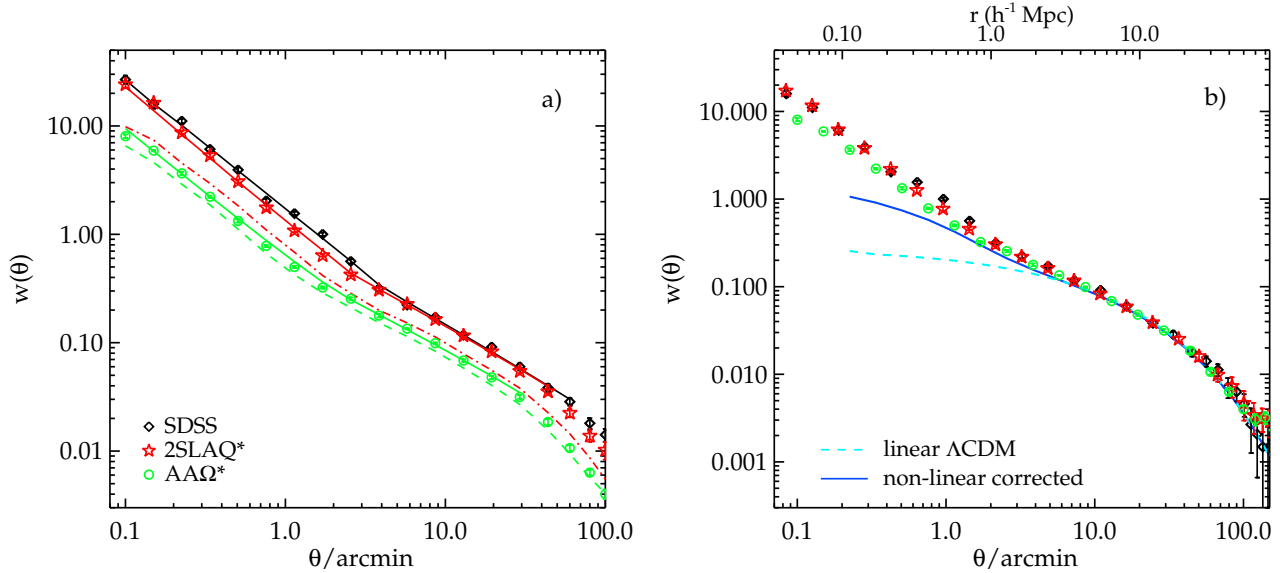 a)
10.00
1.00
0.10
0.01
w(θ)
SDSS
2SLAQ*
AAΩ*
0.1
1.0
10.0
100.0
θ/arcmin
r (h⁻¹ Mpc)
0.10
1.0
10.0
b)
10.000
1.000
0.100
0.010
0.001
w(θ)
linear ΛCDM
non-linear corrected
0.1
1.0
10.0
100.0
θ/arcmin